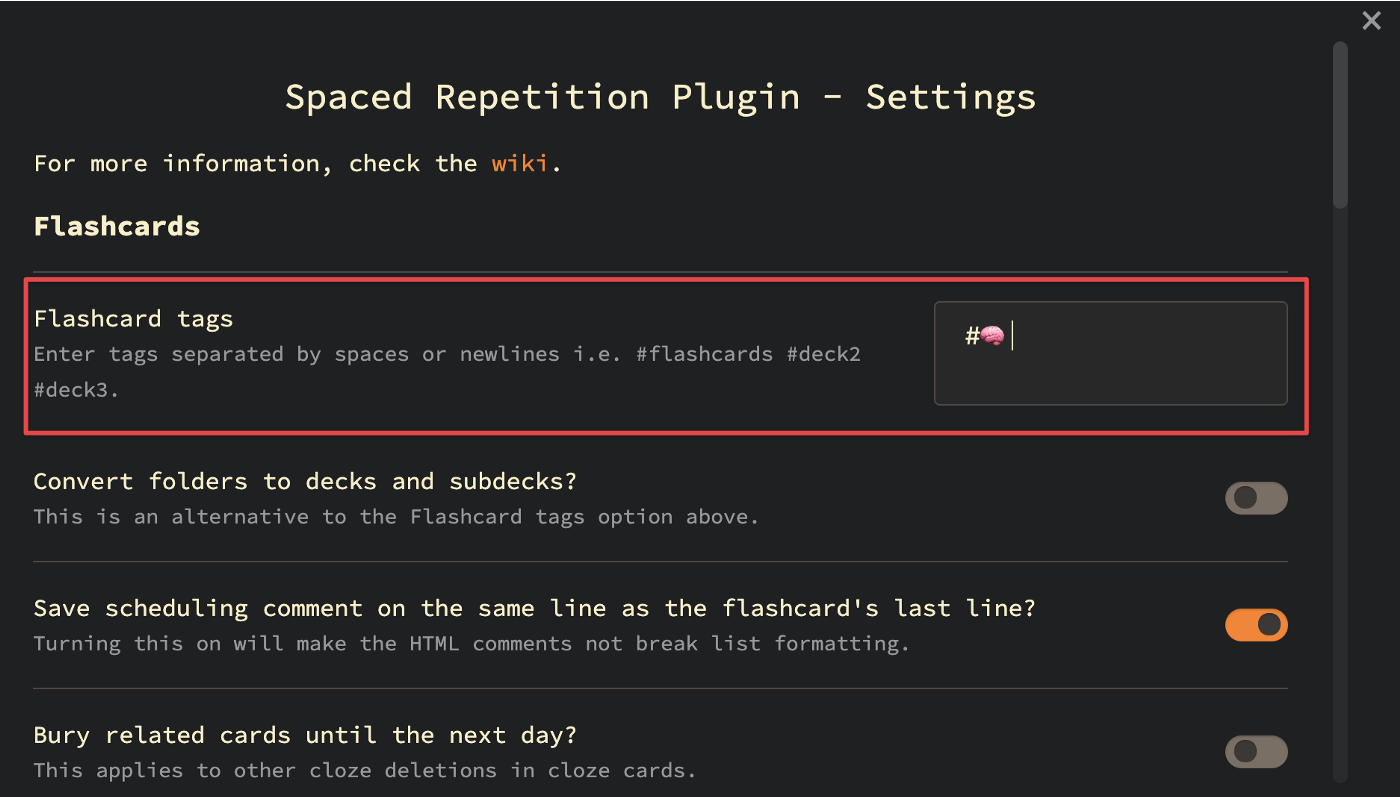 Spaced Repetition Plugin - Settings
For more information, check the wiki.
Flashcards
Flashcard tags
Enter tags separated by spaces or newlines i.e. #flashcards #deck2
#deck3.
#🧠
Convert folders to decks and subdecks?
This is an alternative to the Flashcard tags option above.
Save scheduling comment on the same line as the flashcard's last line?
Turning this on will make the HTML comments not break list formatting.
Bury related cards until the next day?
This applies to other cloze deletions in cloze cards.